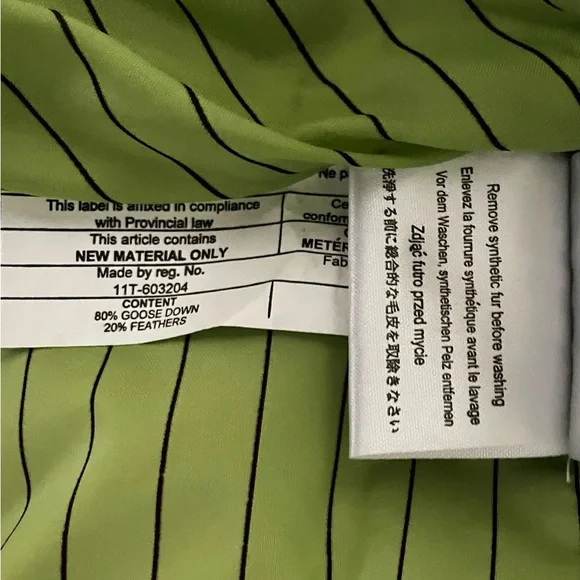 This label is affixed in compliance
with Provincial law
This article contains
NEW MATERIAL ONLY
Made by reg. No.
11T-603204
CONTENT
80% GOOSE DOWN
20% FEATHERS
Ne p
Ce
conform
METÉR
Fab
Remove synthetic fur before washing
Enlevez la fourrure synthétique avant le lavage
Vor dem Waschen, synthetischen Pelz entfernen
Zdjąć futro przed mycie
洗浄する前に総合的な毛皮を取除きなさい